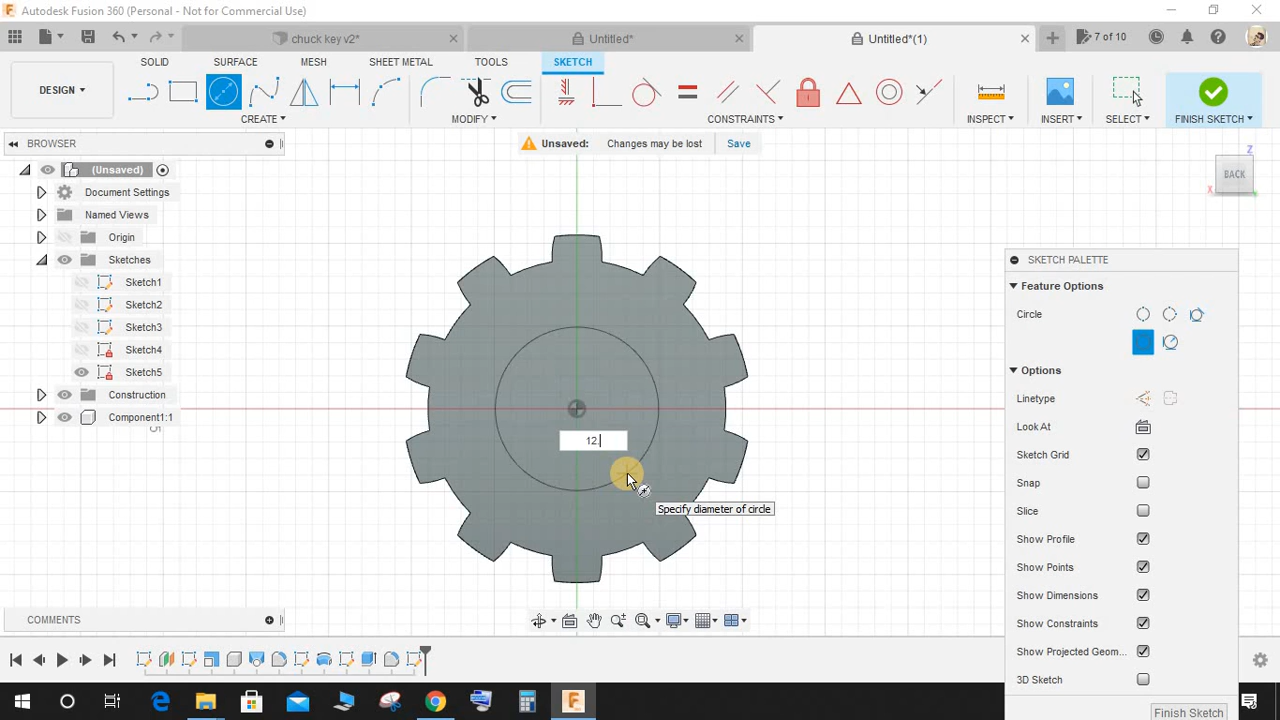 Autodesk Fusion 360 (Personal - Not for Commercial Use)
chuck key v2*
Untitled*
Untitled*(1)
7 of 10
DESIGN
SOLID
SURFACE
MESH
SHEET METAL
TOOLS
SKETCH
CREATE
MODIFY
CONSTRAINTS
INSPECT
INSERT
SELECT
FINISH SKETCH
BROWSER
Unsaved: Changes may be lost Save
(Unsaved)
Document Settings
Named Views
Origin
Sketches
Sketch1
Sketch2
Sketch3
Sketch4
Sketch5
Construction
Component1:1
Z
BACK
X
12.
Specify diameter of circle
SKETCH PALETTE
Feature Options
Circle
Options
Linetype
Look At
Sketch Grid
Snap
Slice
Show Profile
Show Points
Show Dimensions
Show Constraints
Show Projected Geom...
3D Sketch
Finish Sketch
COMMENTS